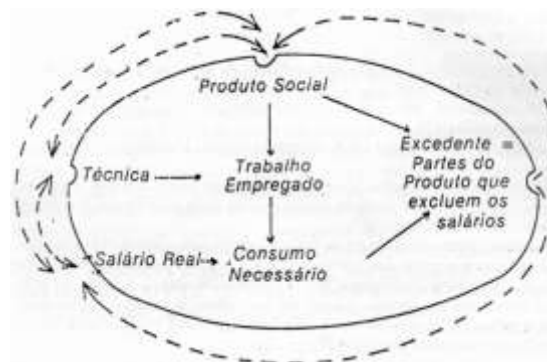 Produto Social
Excedente =
Partes do
Produto que
excluem os
salários
Técnica
Trabalho
Empregado
Salário Real
Consumo
Necessário